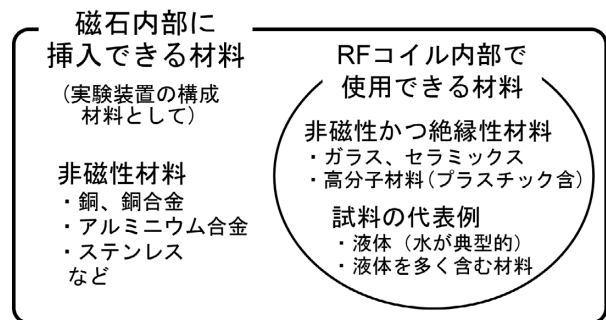 磁石内部に
挿入できる材料
(実験装置の構成
材料として)
非磁性材料
・銅、銅合金
・アルミニウム合金
・ステンレス
など
RFコイル内部で
使用できる材料
非磁性かつ絶縁性材料
・ガラス、セラミックス
・高分子材料(プラスチック含)
試料の代表例
・液体（水が典型的）
・液体を多く含む材料